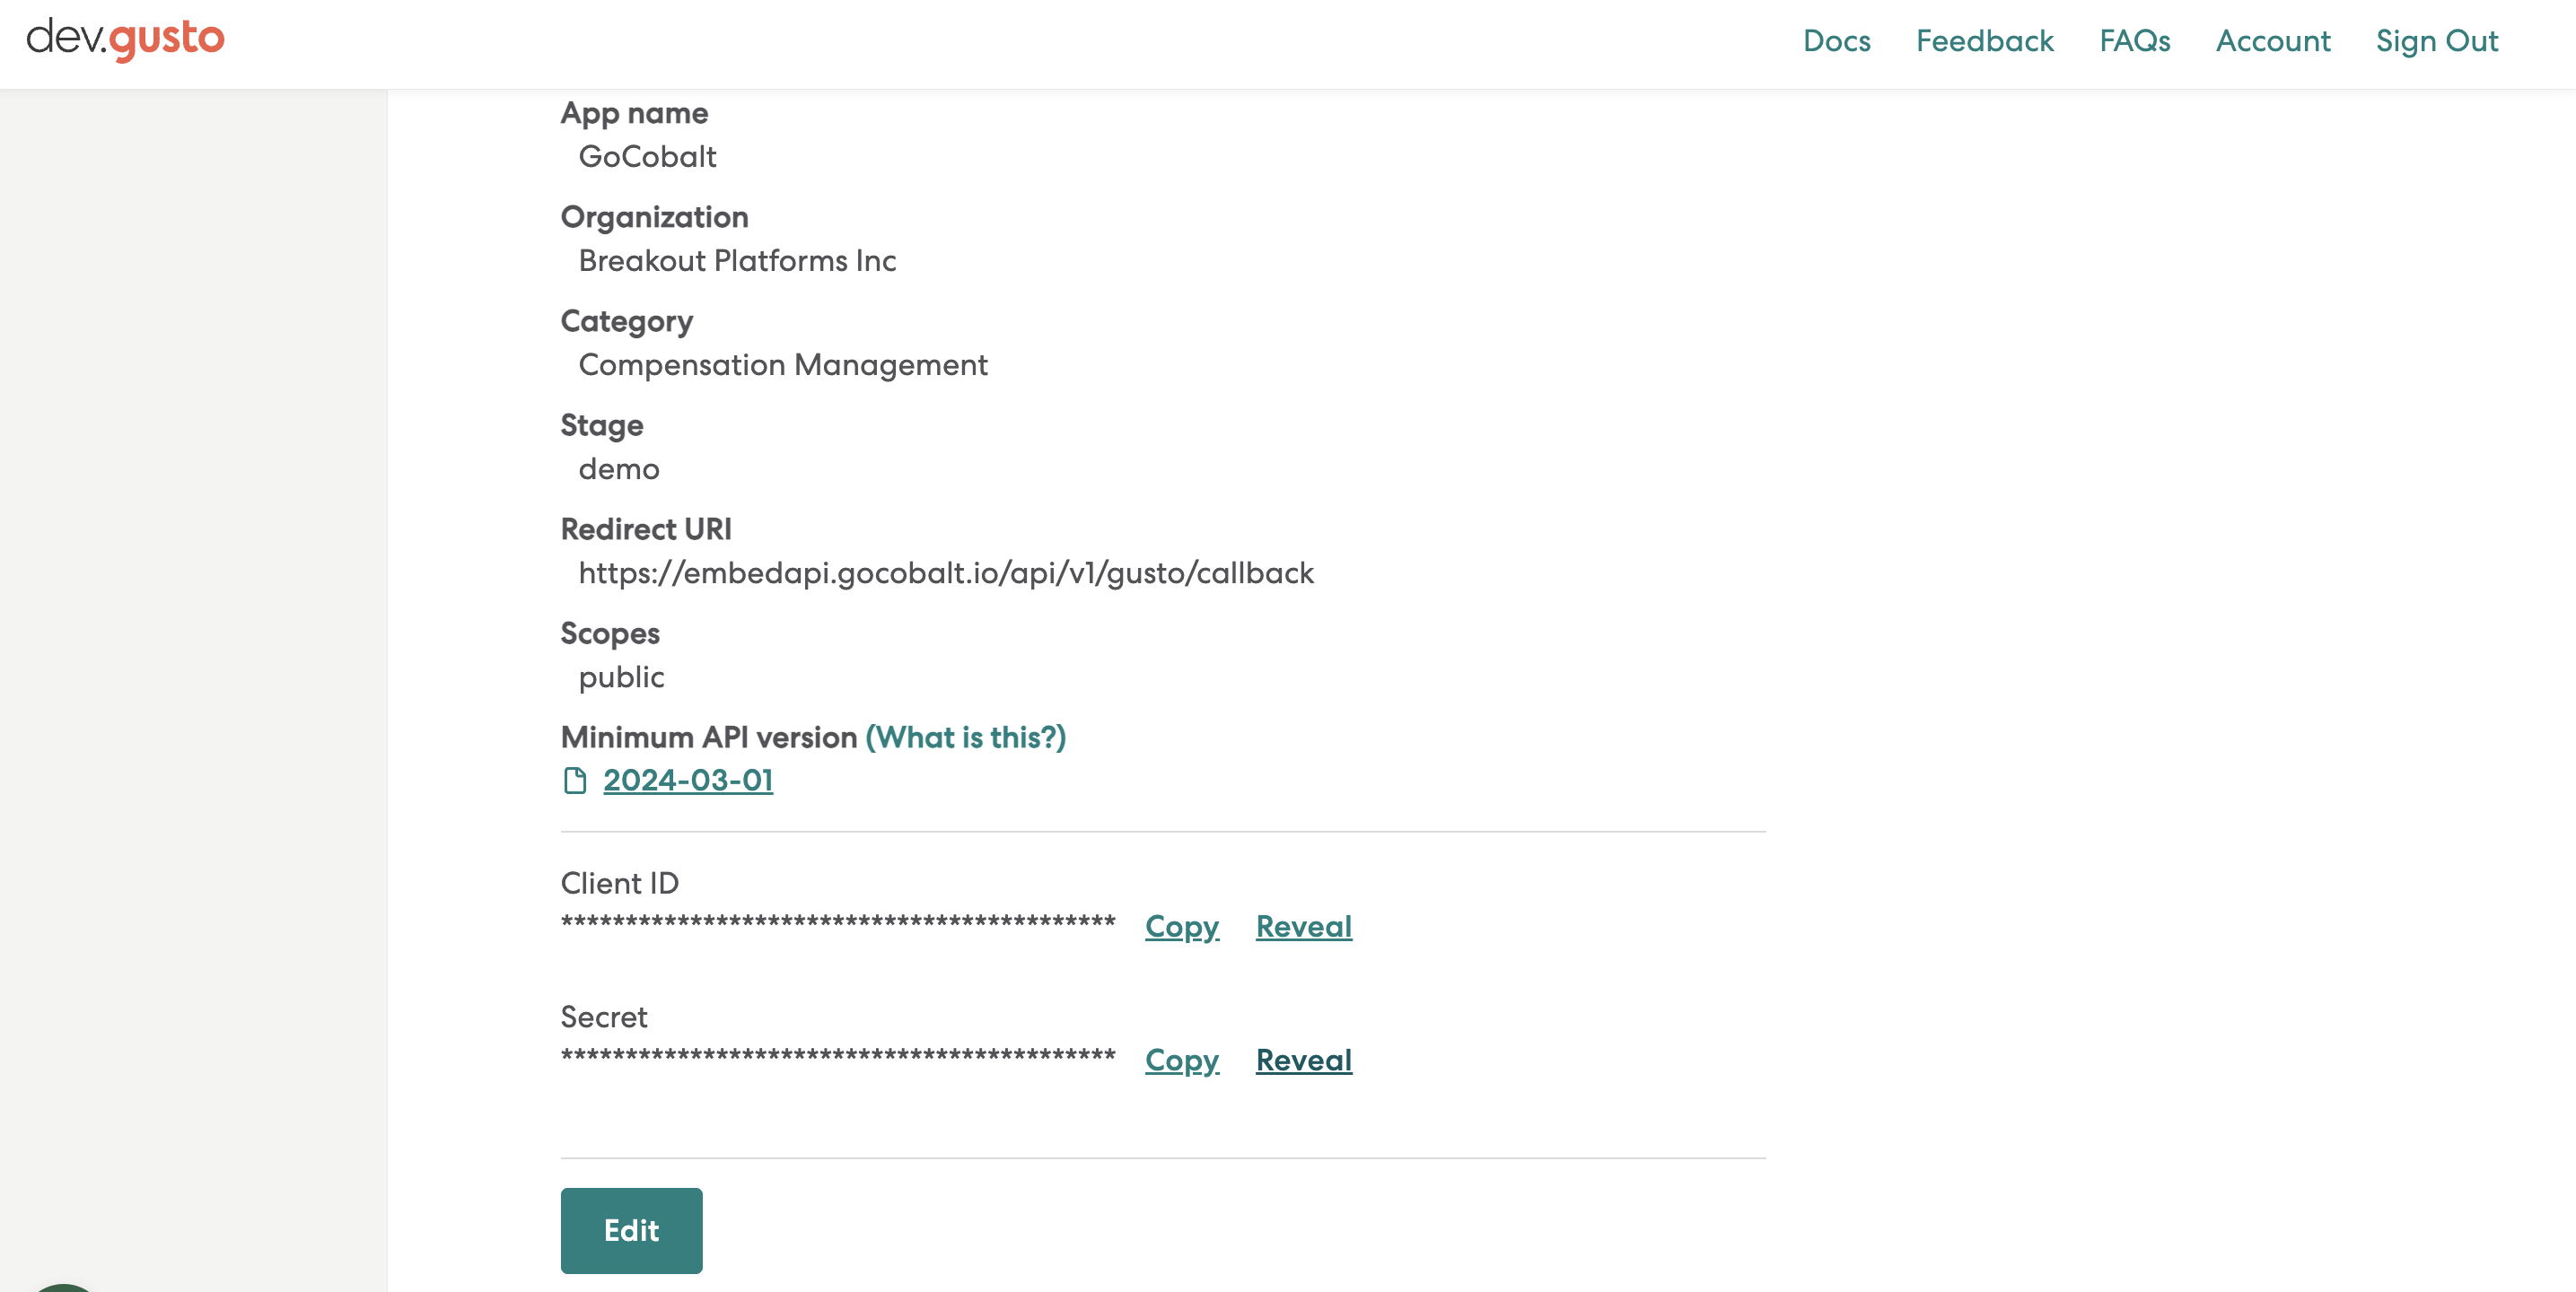 dev.gusto
Docs Feedback FAQs Account Sign Out
App name
GoCobalt
Organization
Breakout Platforms Inc
Category
Compensation Management
Stage
demo
Redirect URI
https://embedapi.gocobalt.io/api/v1/gusto/callback
Scopes
public
Minimum API version (What is this?)
2024-03-01
Client ID
******************************************* Copy Reveal
Secret
******************************************* Copy Reveal
Edit